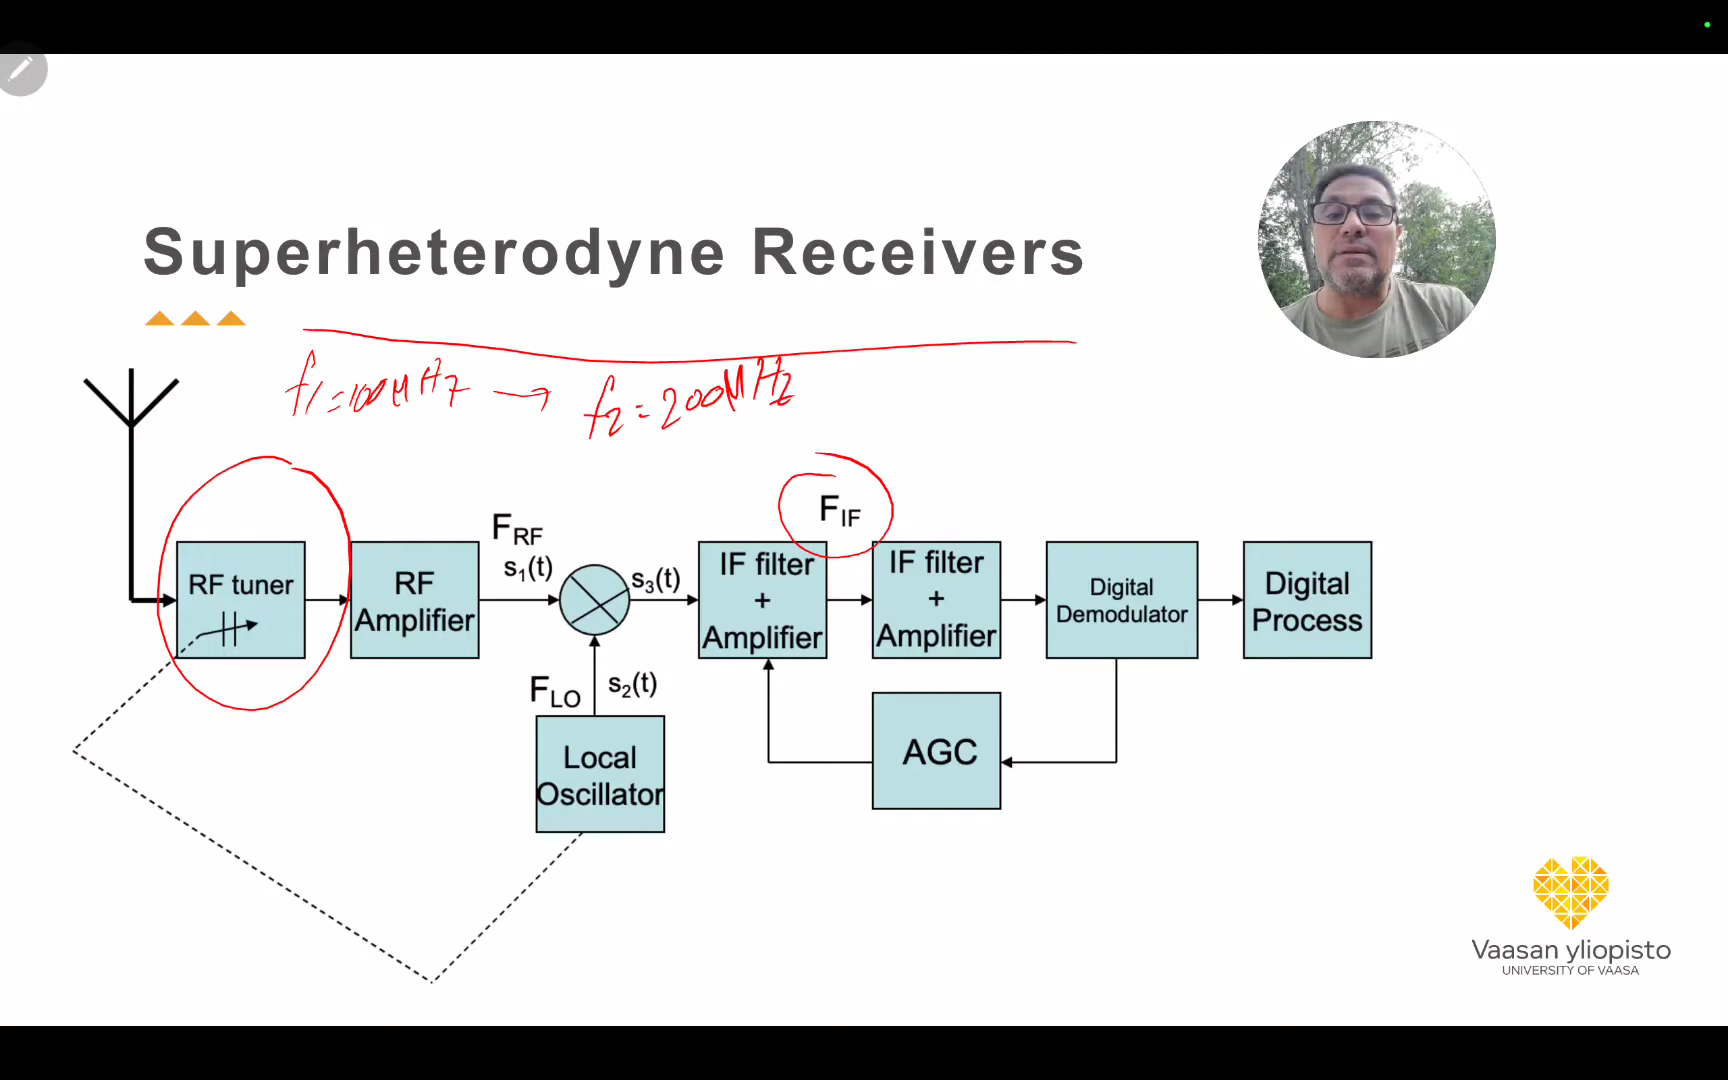 Superheterodyne Receivers
f1=100MHz → f2=200MHz
FIF
FRF
s1(t)
s3(t)
RF tuner
RF
Amplifier
IF filter
+
Amplifier
IF filter
+
Amplifier
Digital
Demodulator
Digital
Process
FLO
s2(t)
Local
Oscillator
AGC
Vaasan yliopisto
UNIVERSITY OF VAASA